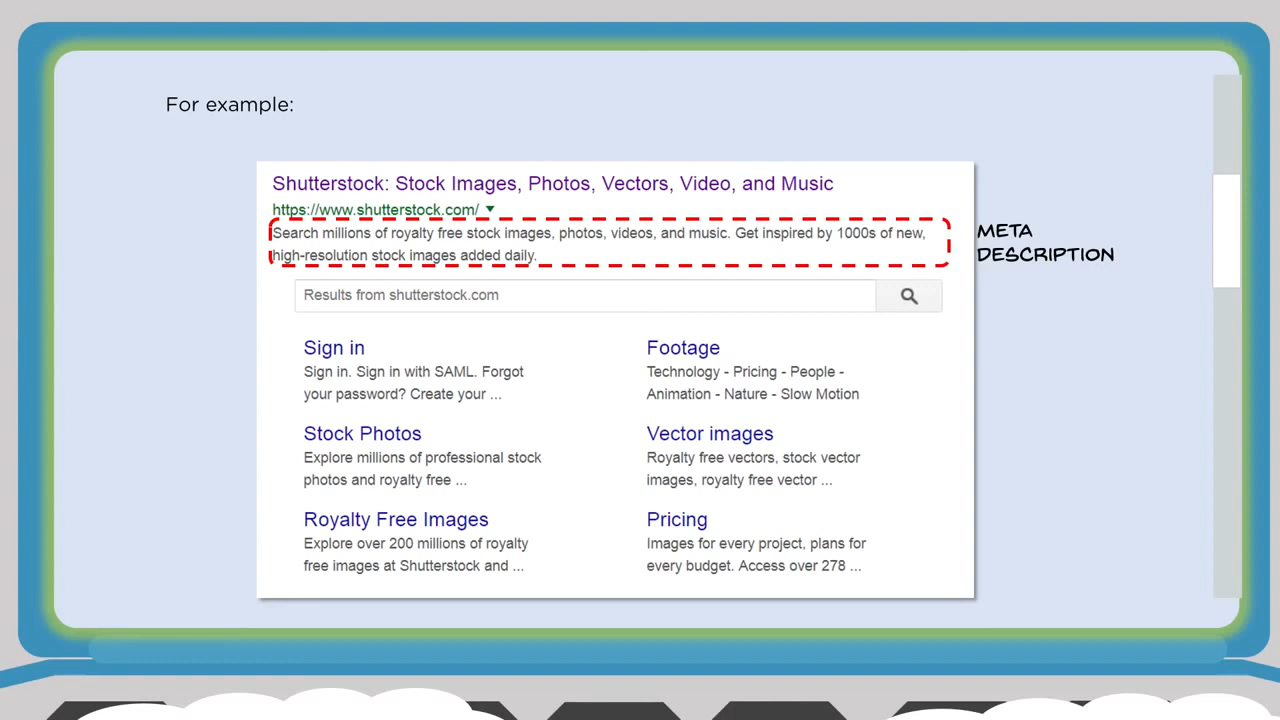 For example:
Shutterstock: Stock Images, Photos, Vectors, Video, and Music
https://www.shutterstock.com/
Search millions of royalty free stock images, photos, videos, and music. Get inspired by 1000s of new,
high-resolution stock images added daily.
META
DESCRIPTION
Results from shutterstock.com
Sign in
Sign in. Sign in with SAML. Forgot
your password? Create your ...
Footage
Technology - Pricing - People -
Animation - Nature - Slow Motion
Stock Photos
Explore millions of professional stock
photos and royalty free ...
Vector images
Royalty free vectors, stock vector
images, royalty free vector ...
Royalty Free Images
Explore over 200 millions of royalty
free images at Shutterstock and ...
Pricing
Images for every project, plans for
every budget. Access over 278 ...